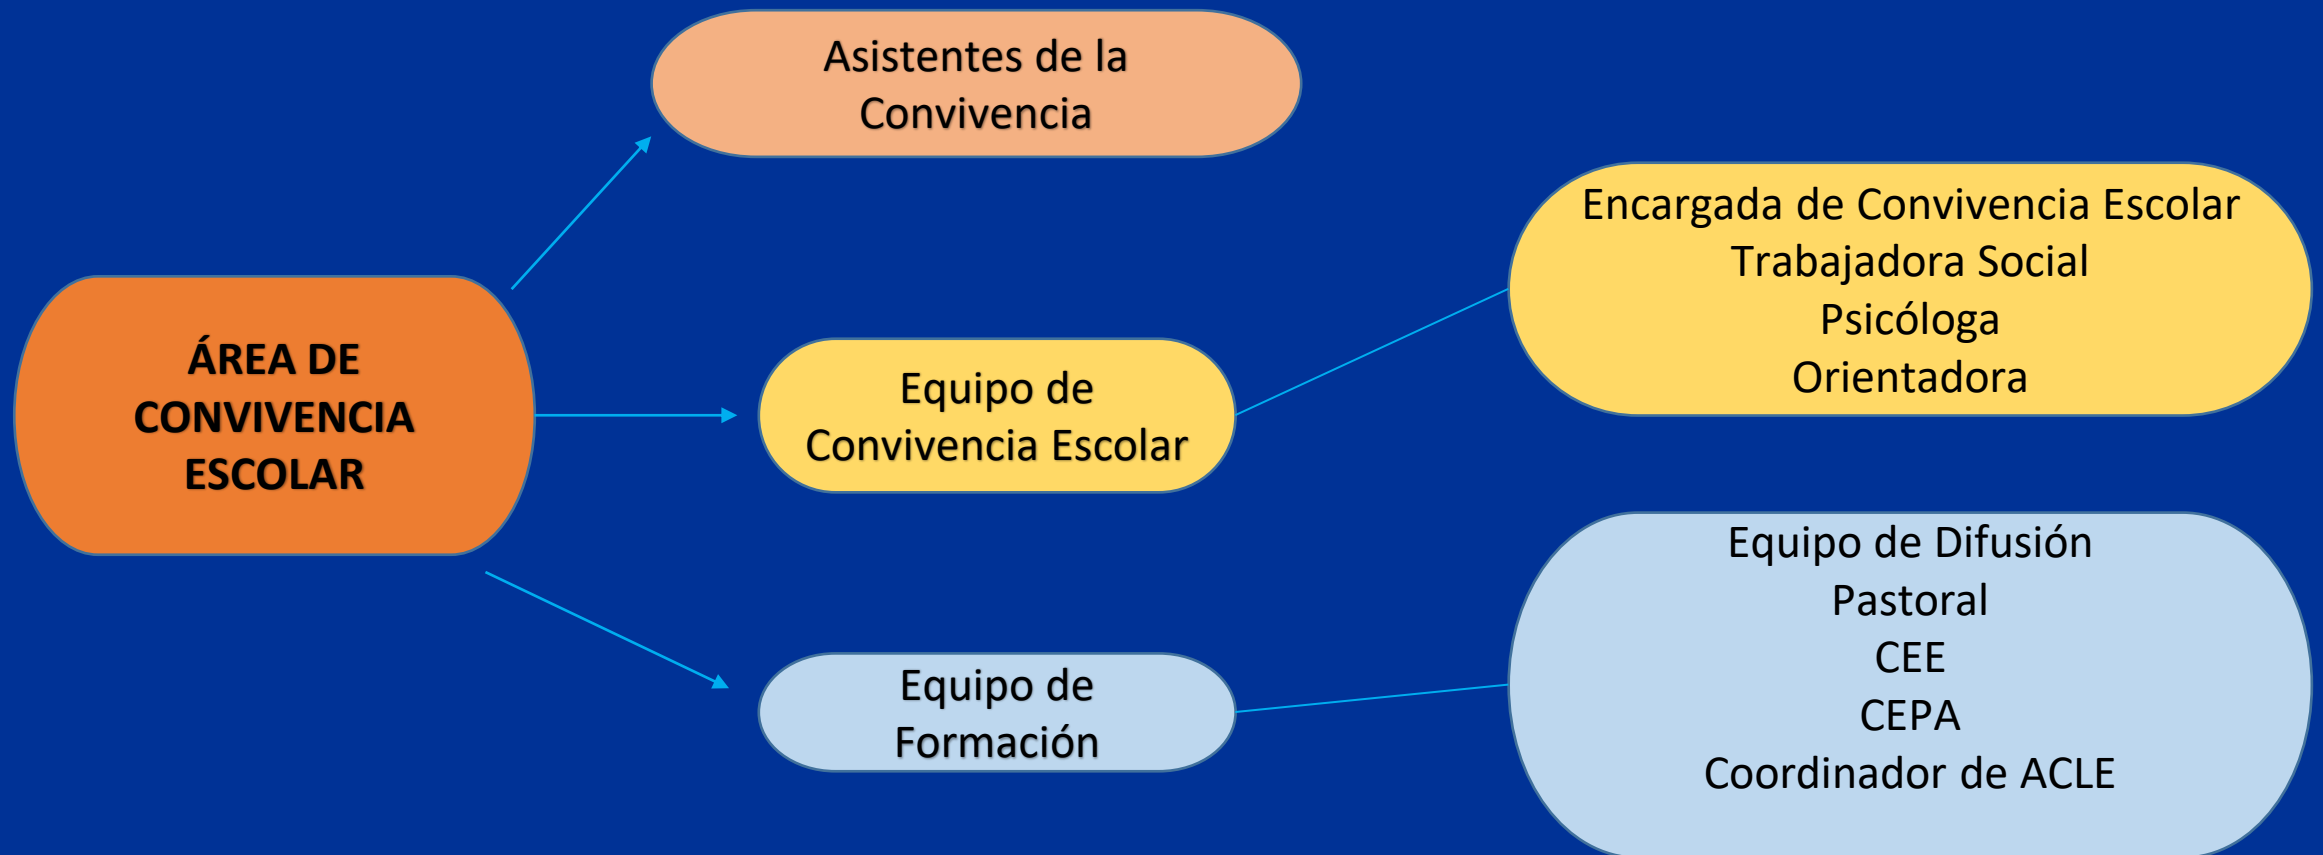 Asistentes de la
Convivencia
Encargada de Convivencia Escolar
Trabajadora Social
Psicóloga
Orientadora
ÁREA DE
CONVIVENCIA
ESCOLAR
Equipo de
Convivencia Escolar
Equipo de Difusión
Pastoral
CEE
CEPA
Coordinador de ACLE
Equipo de
Formación